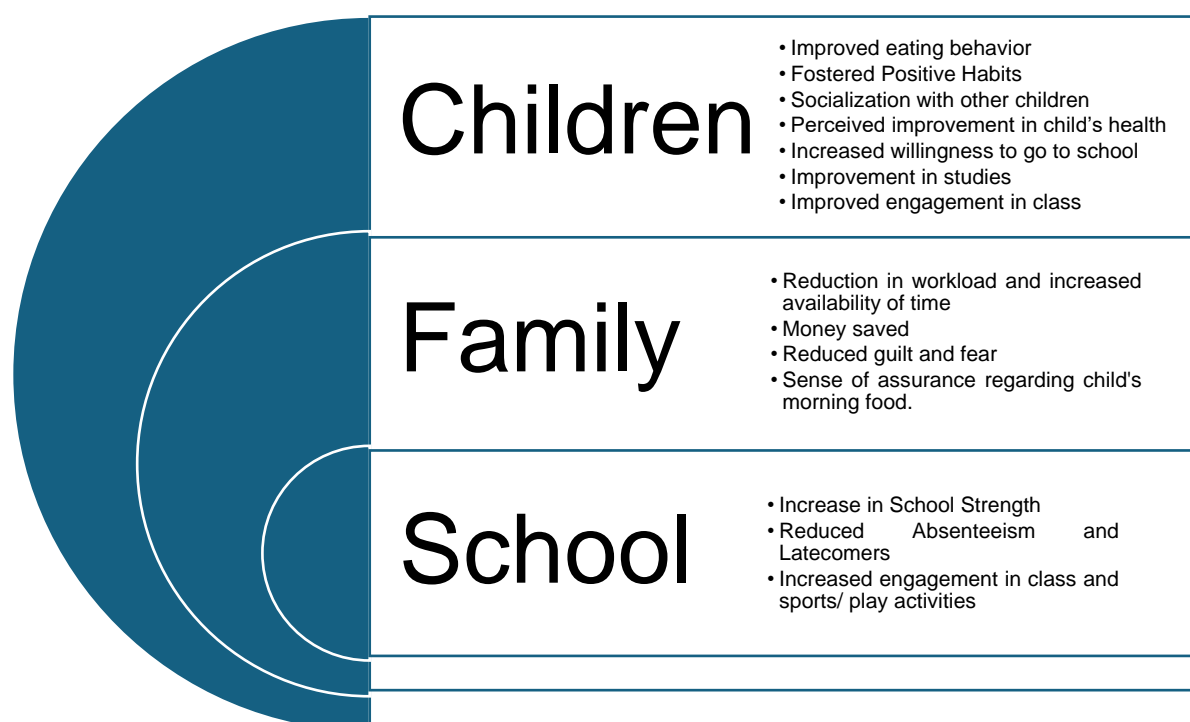 Children
• Improved eating behavior
• Fostered Positive Habits
• Socialization with other children
• Perceived improvement in child's health
• Increased willingness to go to school
• Improvement in studies
• Improved engagement in class
Family
• Reduction in workload and increased
availability of time
• Money saved
• Reduced guilt and fear
• Sense of assurance regarding child's
morning food.
School
• Increase in School Strength
• Reduced Absenteeism and
Latecomers
• Increased engagement in class and
sports/ play activities